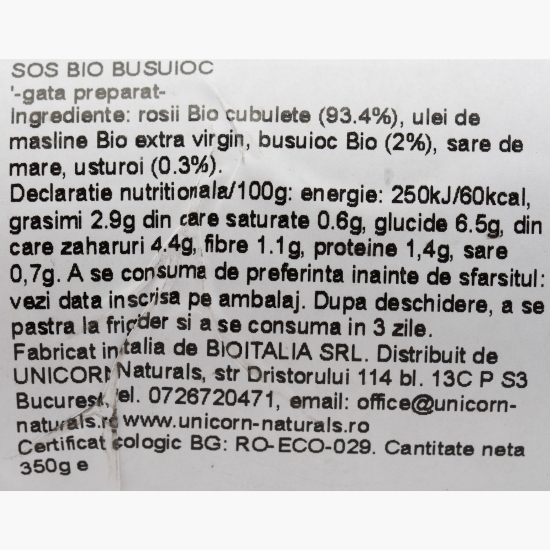 SOS BIO BUSUIOC
'-gata preparat-
Ingrediente: rosii Bio cubulete (93.4%), ulei de
masline Bio extra virgin, busuioc Bio (2%), sare de
mare, usturoi (0.3%).
Declaratie nutritionala/100g: energie: 250kJ/60kcal,
grasimi 2.9g din care saturate 0.6g, glucide 6.5g, din
care zaharuri 4.4g, fibre 1.1g, proteine 1,4g, sare
0,7g. A se consuma de preferinta inainte de sfarsitul:
vezi data inscrisa pe ambalaj. Dupa deschidere, a se
pastra la frigider si a se consuma in 3 zile.
Fabricat in Italia de BIOITALIA SRL. Distribuit de
UNICORN Naturals, str Dristorului 114 bl. 13C P S3
Bucurest, el. 0726720471, email: office@unicorn-
naturals.ro www.unicorn-naturals.ro
Certificat cologic BG: RO-ECO-029. Cantitate neta
350g e